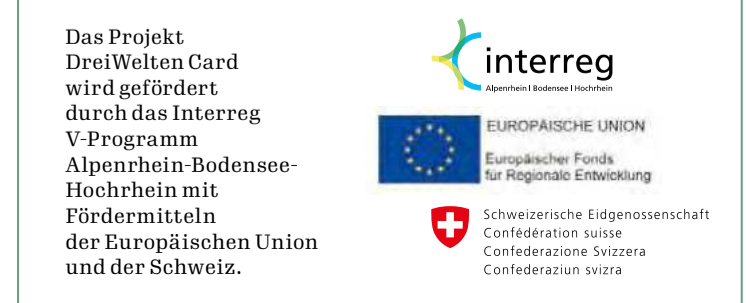 Das Projekt
DreiWelten Card
wird gefördert
durch das Interreg
V-Programm
Alpenrhein-Bodensee-
Hochrhein mit
Fördermitteln
der Europäischen Union
und der Schweiz.
interreg
Alpenrhein | Bodensee | Hochrhein
EUROPÄISCHE UNION
Europäischer Fonds
für Regionale Entwicklung
Schweizerische Eidgenossenschaft
Confédération suisse
Confederazione Svizzera
Confederaziun svizra